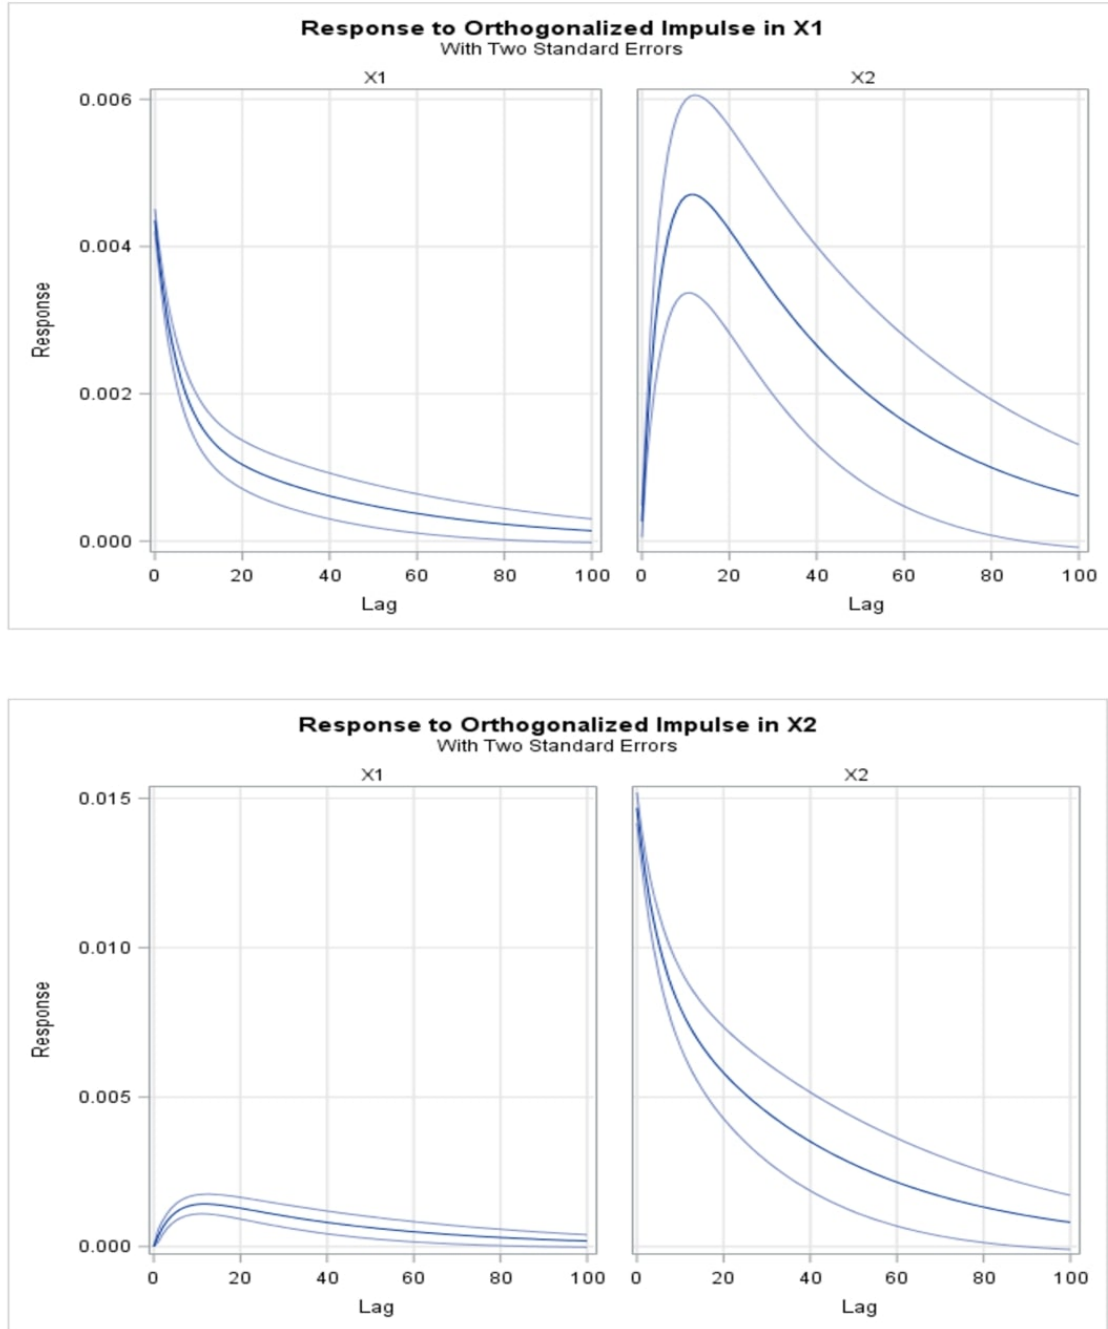 Response to Orthogonalized Impulse in X1
With Two Standard Errors
X1
X2
0.006
0.004
0.002
0.000
Response
0 20 40 60 80 100
0 20 40 60 80 100
Lag
Lag
Response to Orthogonalized Impulse in X2
With Two Standard Errors
X1
X2
0.015
0.010
0.005
0.000
Response
0 20 40 60 80 100
0 20 40 60 80 100
Lag
Lag